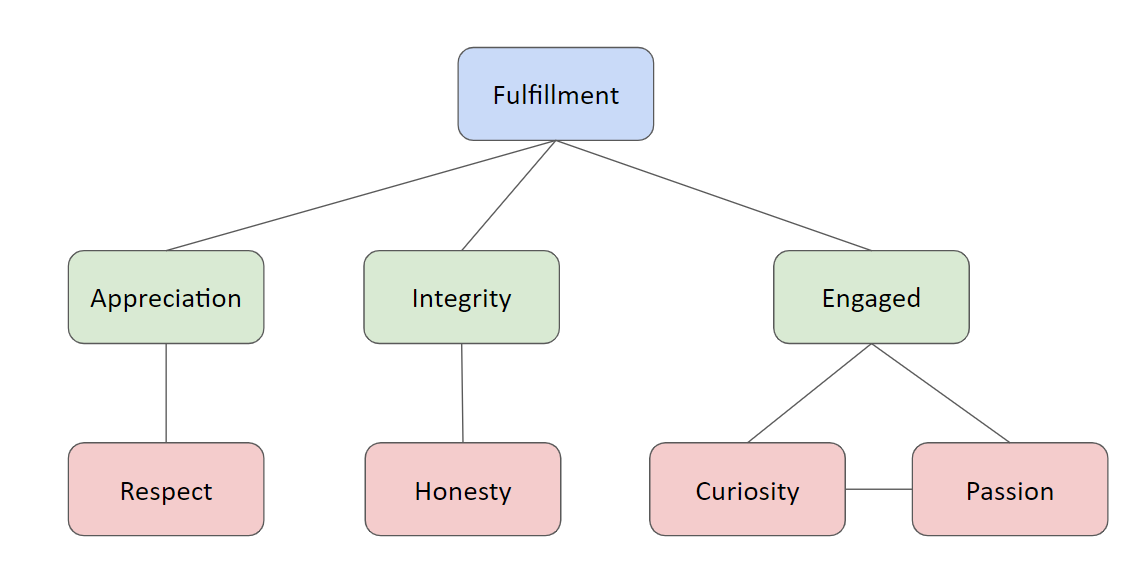 Fulfillment
Appreciation
Integrity
Engaged
Respect
Honesty
Curiosity
Passion